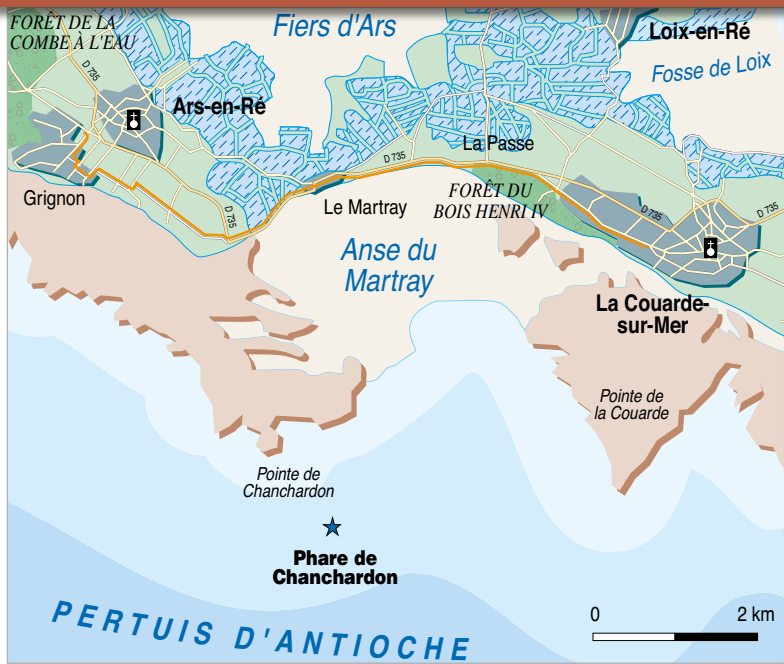 FORÊT DE LA
COMBE À L'EAU
Fiers d'Ars
Loix-en-Ré
Fosse de Loix
D 735
Ars-en-Ré
La Passe
D 735
Grignon
Le Martray
FORÊT DU
BOIS HENRI IV
D 735
D 735
D 735
Anse du
Martray
La Couarde-
sur-Mer
Pointe de
la Couarde
Pointe de
Chanchardon
Phare de
Chanchardon
PERTUIS D'ANTIOCHE
0 2 km